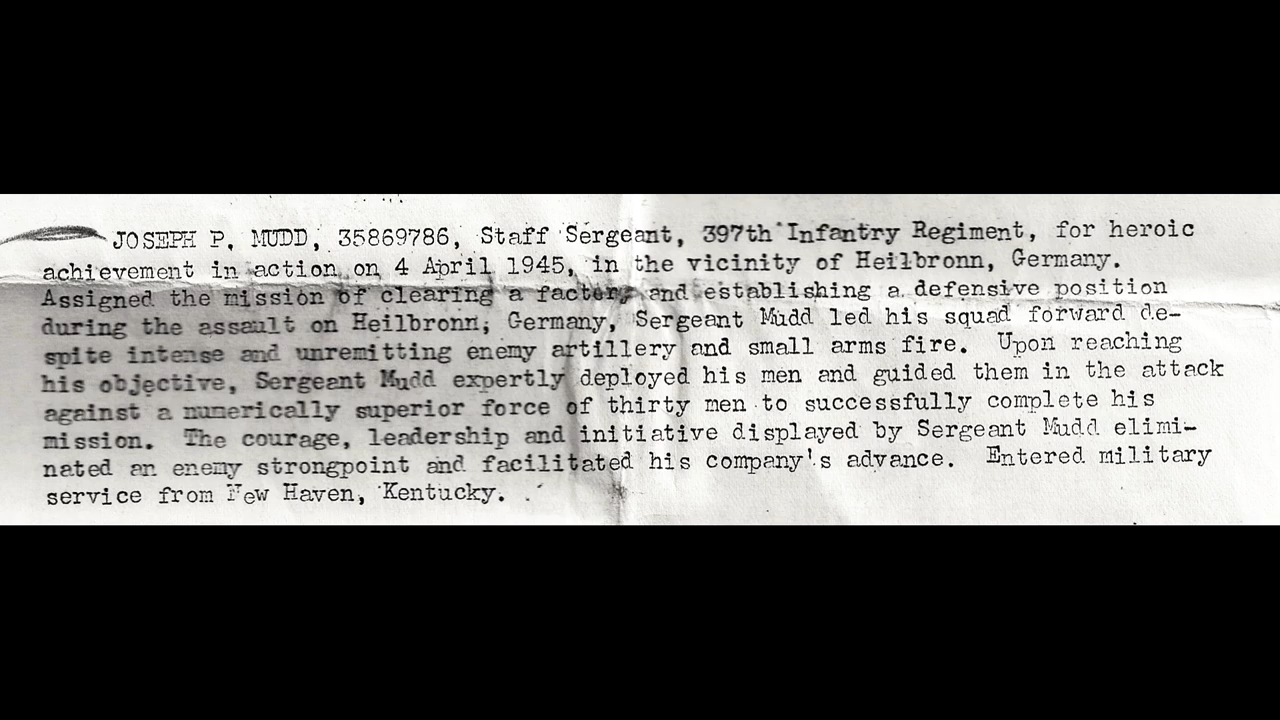 JOSEPH P. MUDD, 35869786, Staff Sergeant, 397th Infantry Regiment, for heroic
achievement in action on 4 April 1945, in the vicinity of Heilbronn, Germany.
Assigned the mission of clearing a factory and establishing a defensive position
during the assault on Heilbronn, Germany, Sergeant Mudd led his squad forward de-
spite intense and unremitting enemy artillery and small arms fire. Upon reaching
his objective, Sergeant Mudd expertly deployed his men and guided them in the attack
against a numerically superior force of thirty men to successfully complete his
mission. The courage, leadership and initiative displayed by Sergeant Mudd elimi-
nated an enemy strongpoint and facilitated his company's advance. Entered military
service from New Haven, Kentucky.